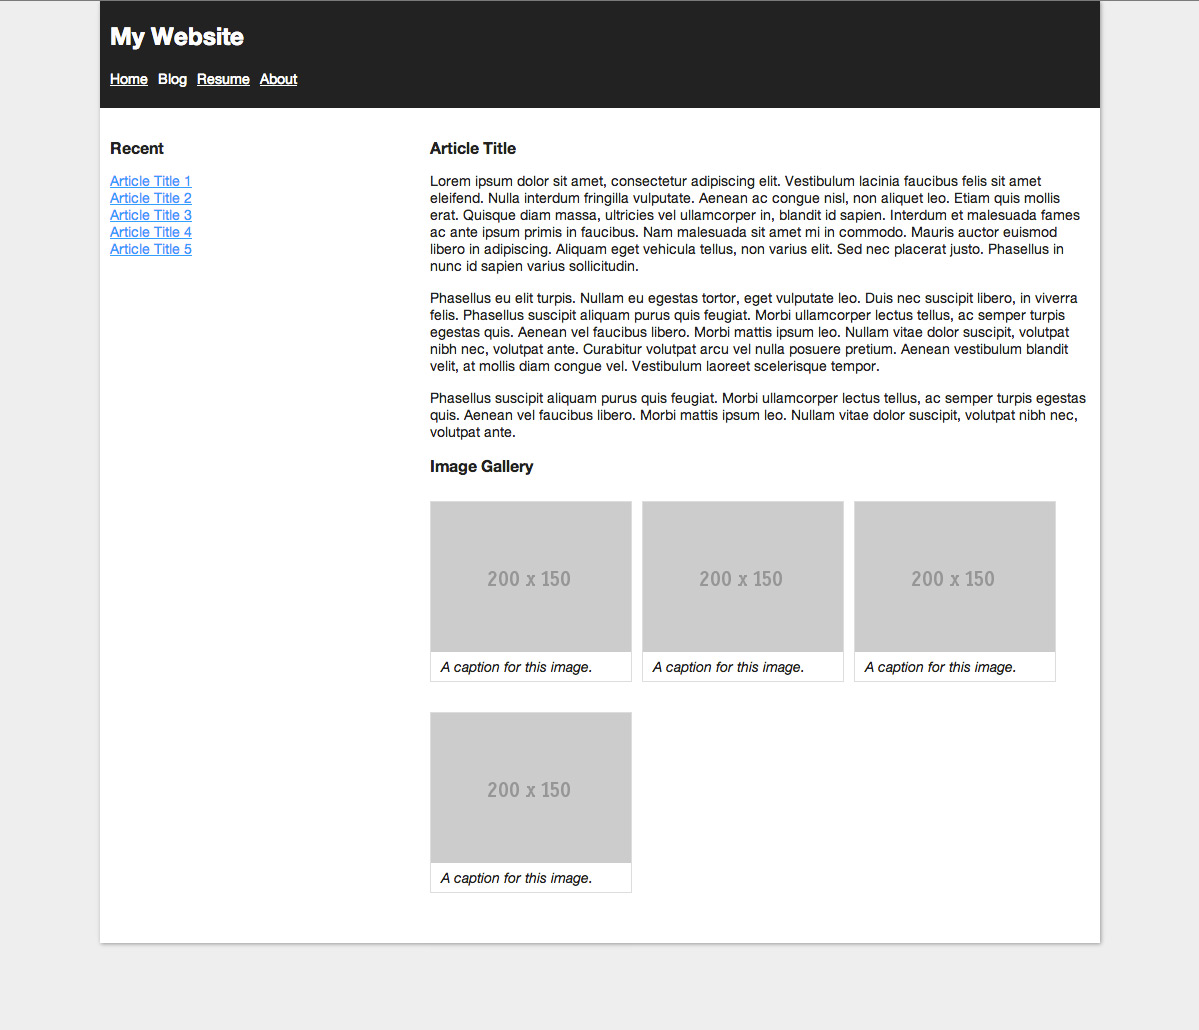 My Website
Home Blog Resume About
Recent
Article Title 1
Article Title 2
Article Title 3
Article Title 4
Article Title 5
Article Title
Lorem ipsum dolor sit amet, consectetur adipiscing elit. Vestibulum lacinia faucibus felis sit amet
eleifend. Nulla interdum fringilla vulputate. Aenean ac congue nisl, non aliquet leo. Etiam quis mollis
erat. Quisque diam massa, ultricies vel ullamcorper in, blandit id sapien. Interdum et malesuada fames
ac ante ipsum primis in faucibus. Nam malesuada sit amet mi in commodo. Mauris auctor euismod
libero in adipiscing. Aliquam eget vehicula tellus, non varius elit. Sed nec placerat justo. Phasellus in
nunc id sapien varius sollicitudin.
Phasellus eu elit turpis. Nullam eu egestas tortor, eget vulputate leo. Duis nec suscipit libero, in viverra
felis. Phasellus suscipit aliquam purus quis feugiat. Morbi ullamcorper lectus tellus, ac semper turpis
egestas quis. Aenean vel faucibus libero. Morbi mattis ipsum leo. Nullam vitae dolor suscipit, volutpat
nibh nec, volutpat ante. Curabitur volutpat arcu vel nulla posuere pretium. Aenean vestibulum blandit
velit, at mollis diam congue vel. Vestibulum laoreet scelerisque tempor.
Phasellus suscipit aliquam purus quis feugiat. Morbi ullamcorper lectus tellus, ac semper turpis egestas
quis. Aenean vel faucibus libero. Morbi mattis ipsum leo. Nullam vitae dolor suscipit, volutpat nibh nec,
volutpat ante.
Image Gallery
200 x 150
A caption for this image.
200 x 150
A caption for this image.
200 x 150
A caption for this image.
200 x 150
A caption for this image.